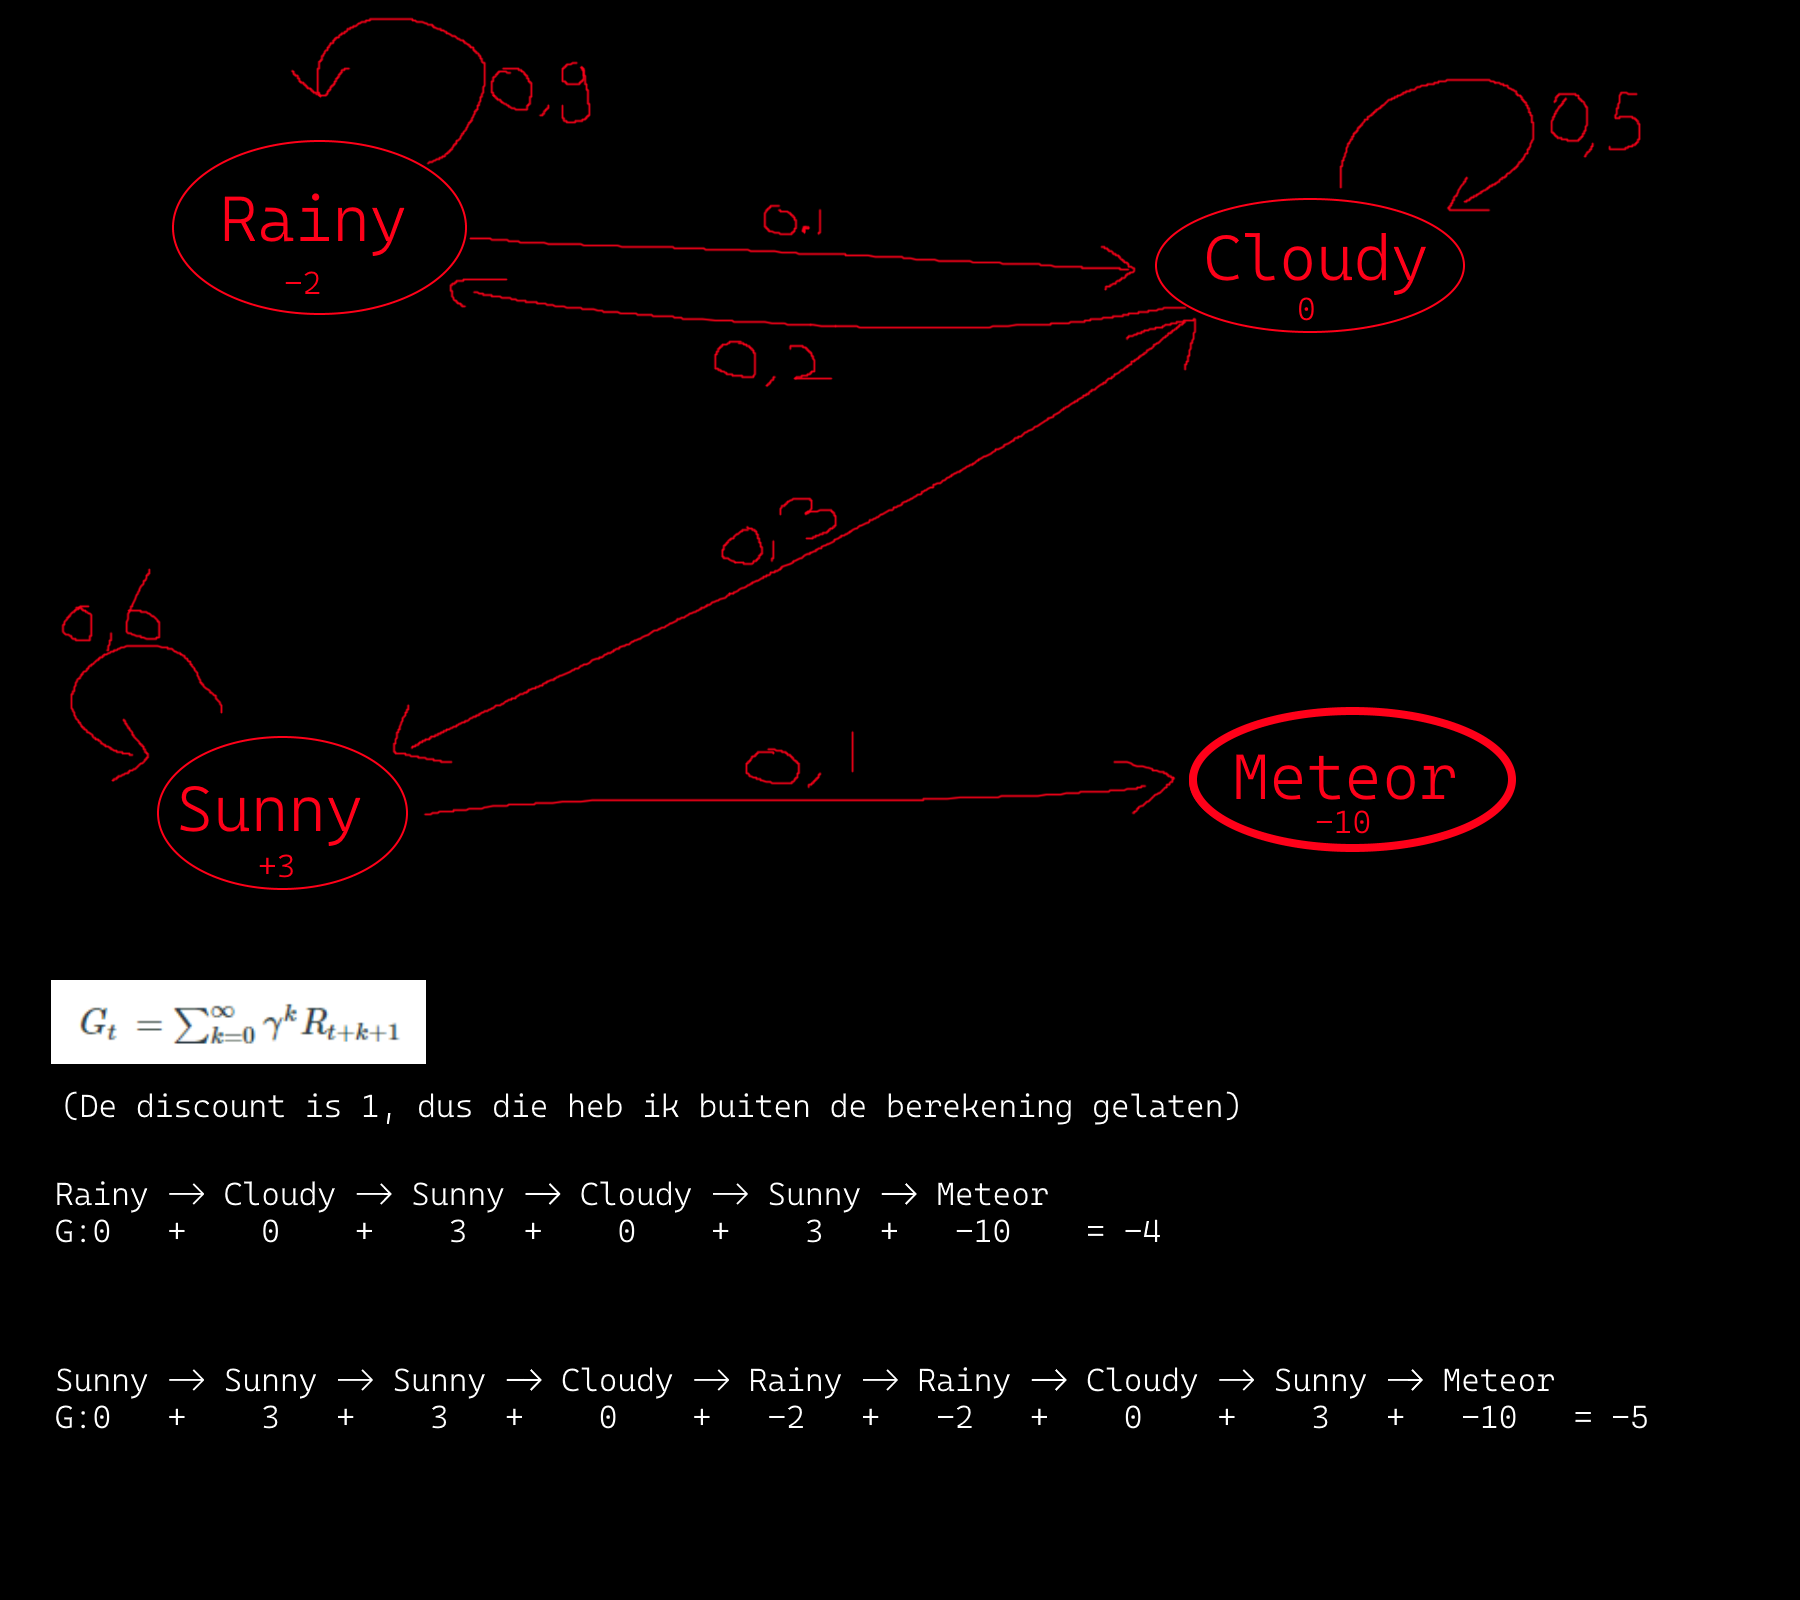 0,9
0,5
Rainy
-2
0.1
Cloudy
0
0,2
0,3
0,6
Sunny
+3
0,1
Meteor
-10
G_t = ∑_{k=0}^{∞} γ^k R_{t+k+1}
(De discount is 1, dus die heb ik buiten de berekening gelaten)
Rainy → Cloudy → Sunny → Cloudy → Sunny → Meteor
G:0 + 0 + 3 + 0 + 3 + -10 = -4
Sunny → Sunny → Sunny → Cloudy → Rainy → Rainy → Cloudy → Sunny → Meteor
G:0 + 3 + 3 + 0 + -2 + -2 + 0 + 3 + -10 = -5